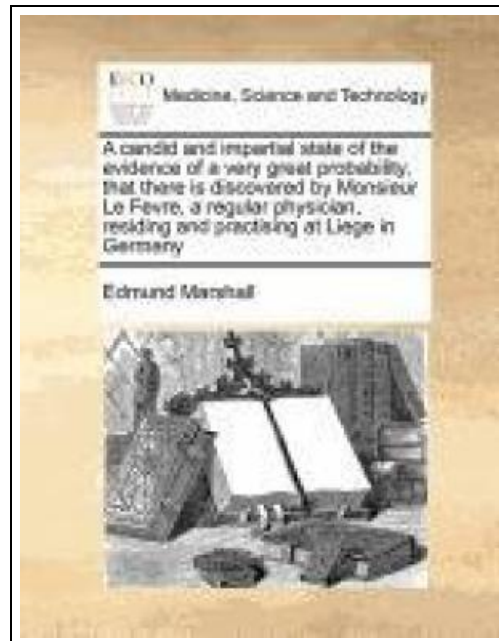 ECCO
Medicine, Science and Technology
A candid and impartial state of the
evidence of a very great probability,
that there is discovered by Monsieur
Le Fevre, a regular physician,
residing and practising at Liege in
Germany
Edmund Marshall